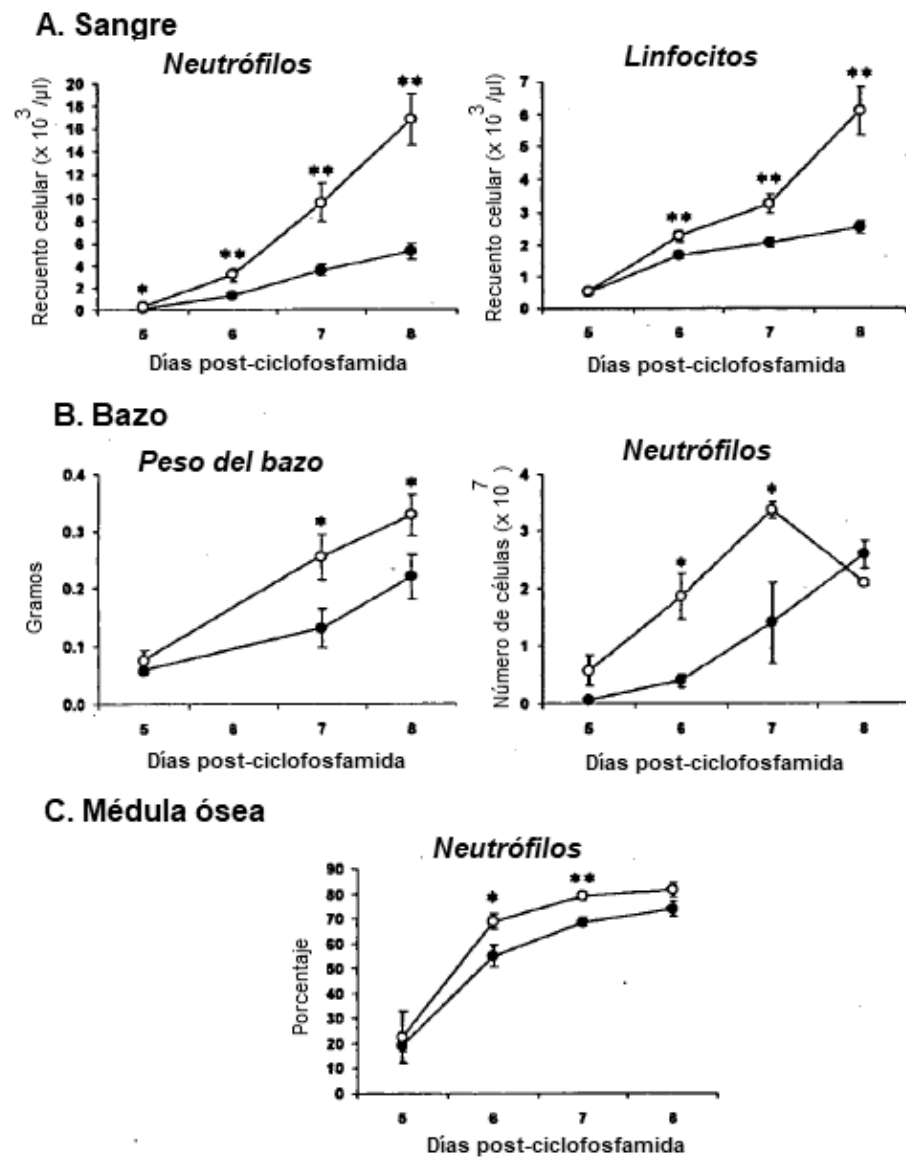 A. Sangre
Neutrófilos
Linfocitos
Recuento celular (x 10³/µl)
20
18
16
14
12
10
8
6
4
2
0
* ** ** **
5 6 7 8
Días post-ciclofosfamida
Recuento celular (x 10³/µl)
7
6
5
4
3
2
1
0
** ** **
5 6 7 8
Días post-ciclofosfamida
B. Bazo
Peso del bazo
Neutrófilos
Gramos
0.4
0.3
0.2
0.1
0.0
* *
5 6 7 8
Días post-ciclofosfamida
Número de células (x 10⁷)
4
3
2
1
0
* *
5 6 7 8
Días post-ciclofosfamida
C. Médula ósea
Neutrófilos
Porcentaje
90
80
70
60
50
40
30
20
10
0
* **
5 6 7 8
Días post-ciclofosfamida